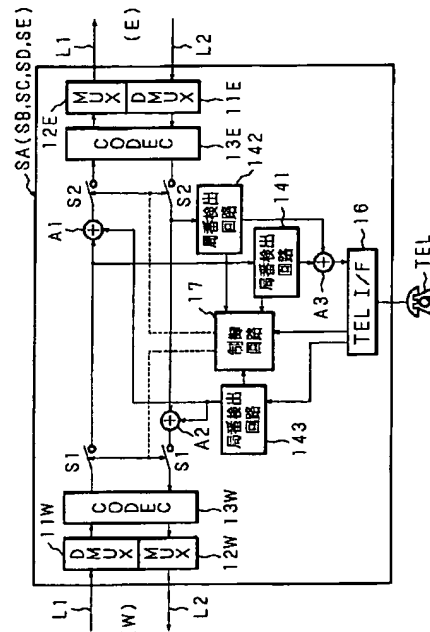 SA(SB,SC,SD,SE)
L1
(E)
L2
12E
MUX
DMUX
11E
CODEC
13E
S2
A1
S2
局番検出
回路
142
局番検出
回路
141
17
制御
回路
A3
16
TEL I/F
TEL
S1
A2
S1
局番検出
回路
143
11W
DMUX
MUX
12W
CODEC
13W
L1
W)
L2